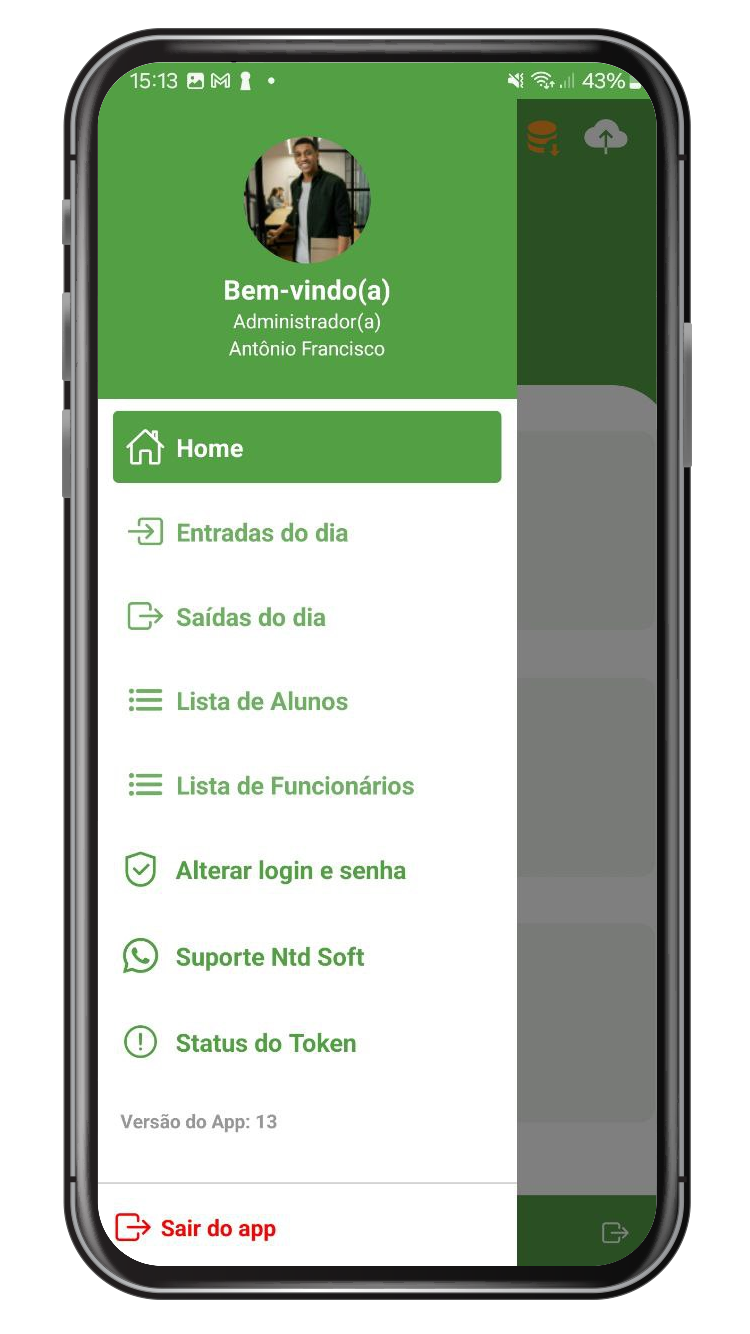 15:13
43%
Bem-vindo(a)
Administrador(a)
Antônio Francisco
Home
Entradas do dia
Saídas do dia
Lista de Alunos
Lista de Funcionários
Alterar login e senha
Suporte Ntd Soft
Status do Token
Versão do App: 13
Sair do app